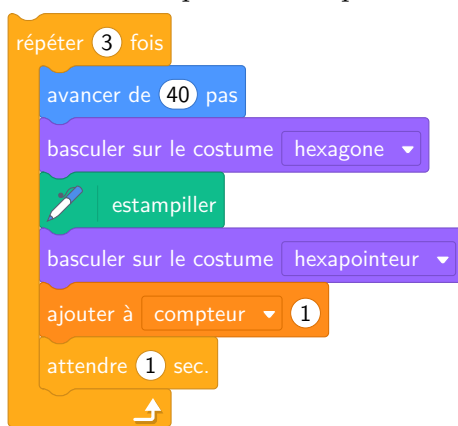 répéter 3 fois
avancer de 40 pas
basculer sur le costume hexagone
estampiller
basculer sur le costume hexapointeur
ajouter à compteur 1
attendre 1 sec.